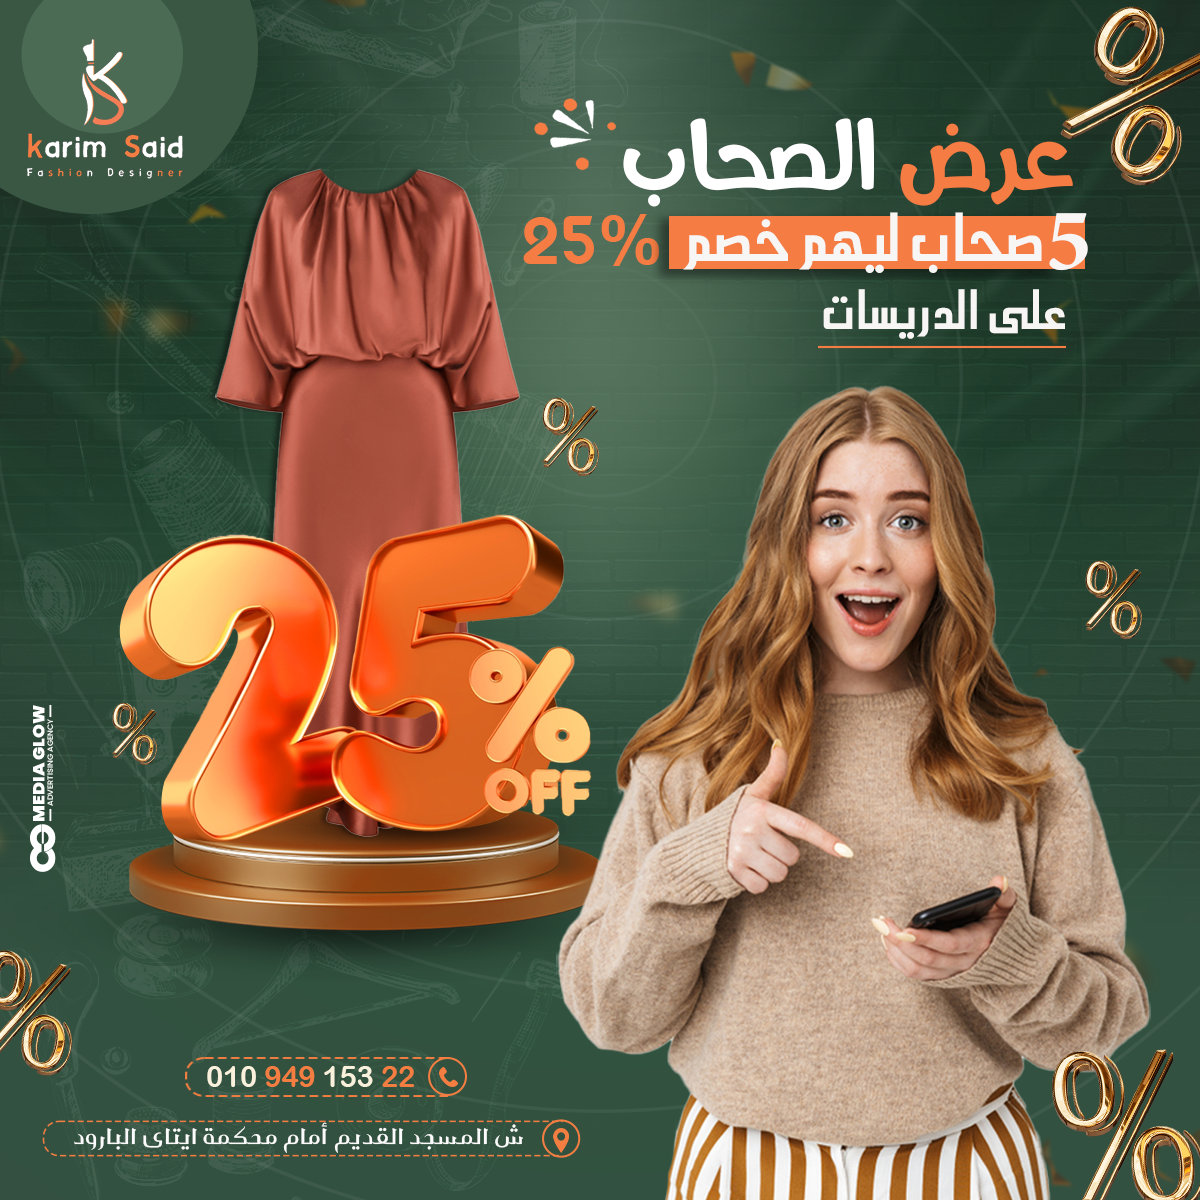 karim Said
Fashion Designer
عرض الصحاب
5 صحاب ليهم خصم 25%
على الدريسات
25% OFF
MEDIA GLOW
ADVERTISING AGENCY
010 949 153 22
ش المسجد القديم أمام محكمة ايتاى البارود